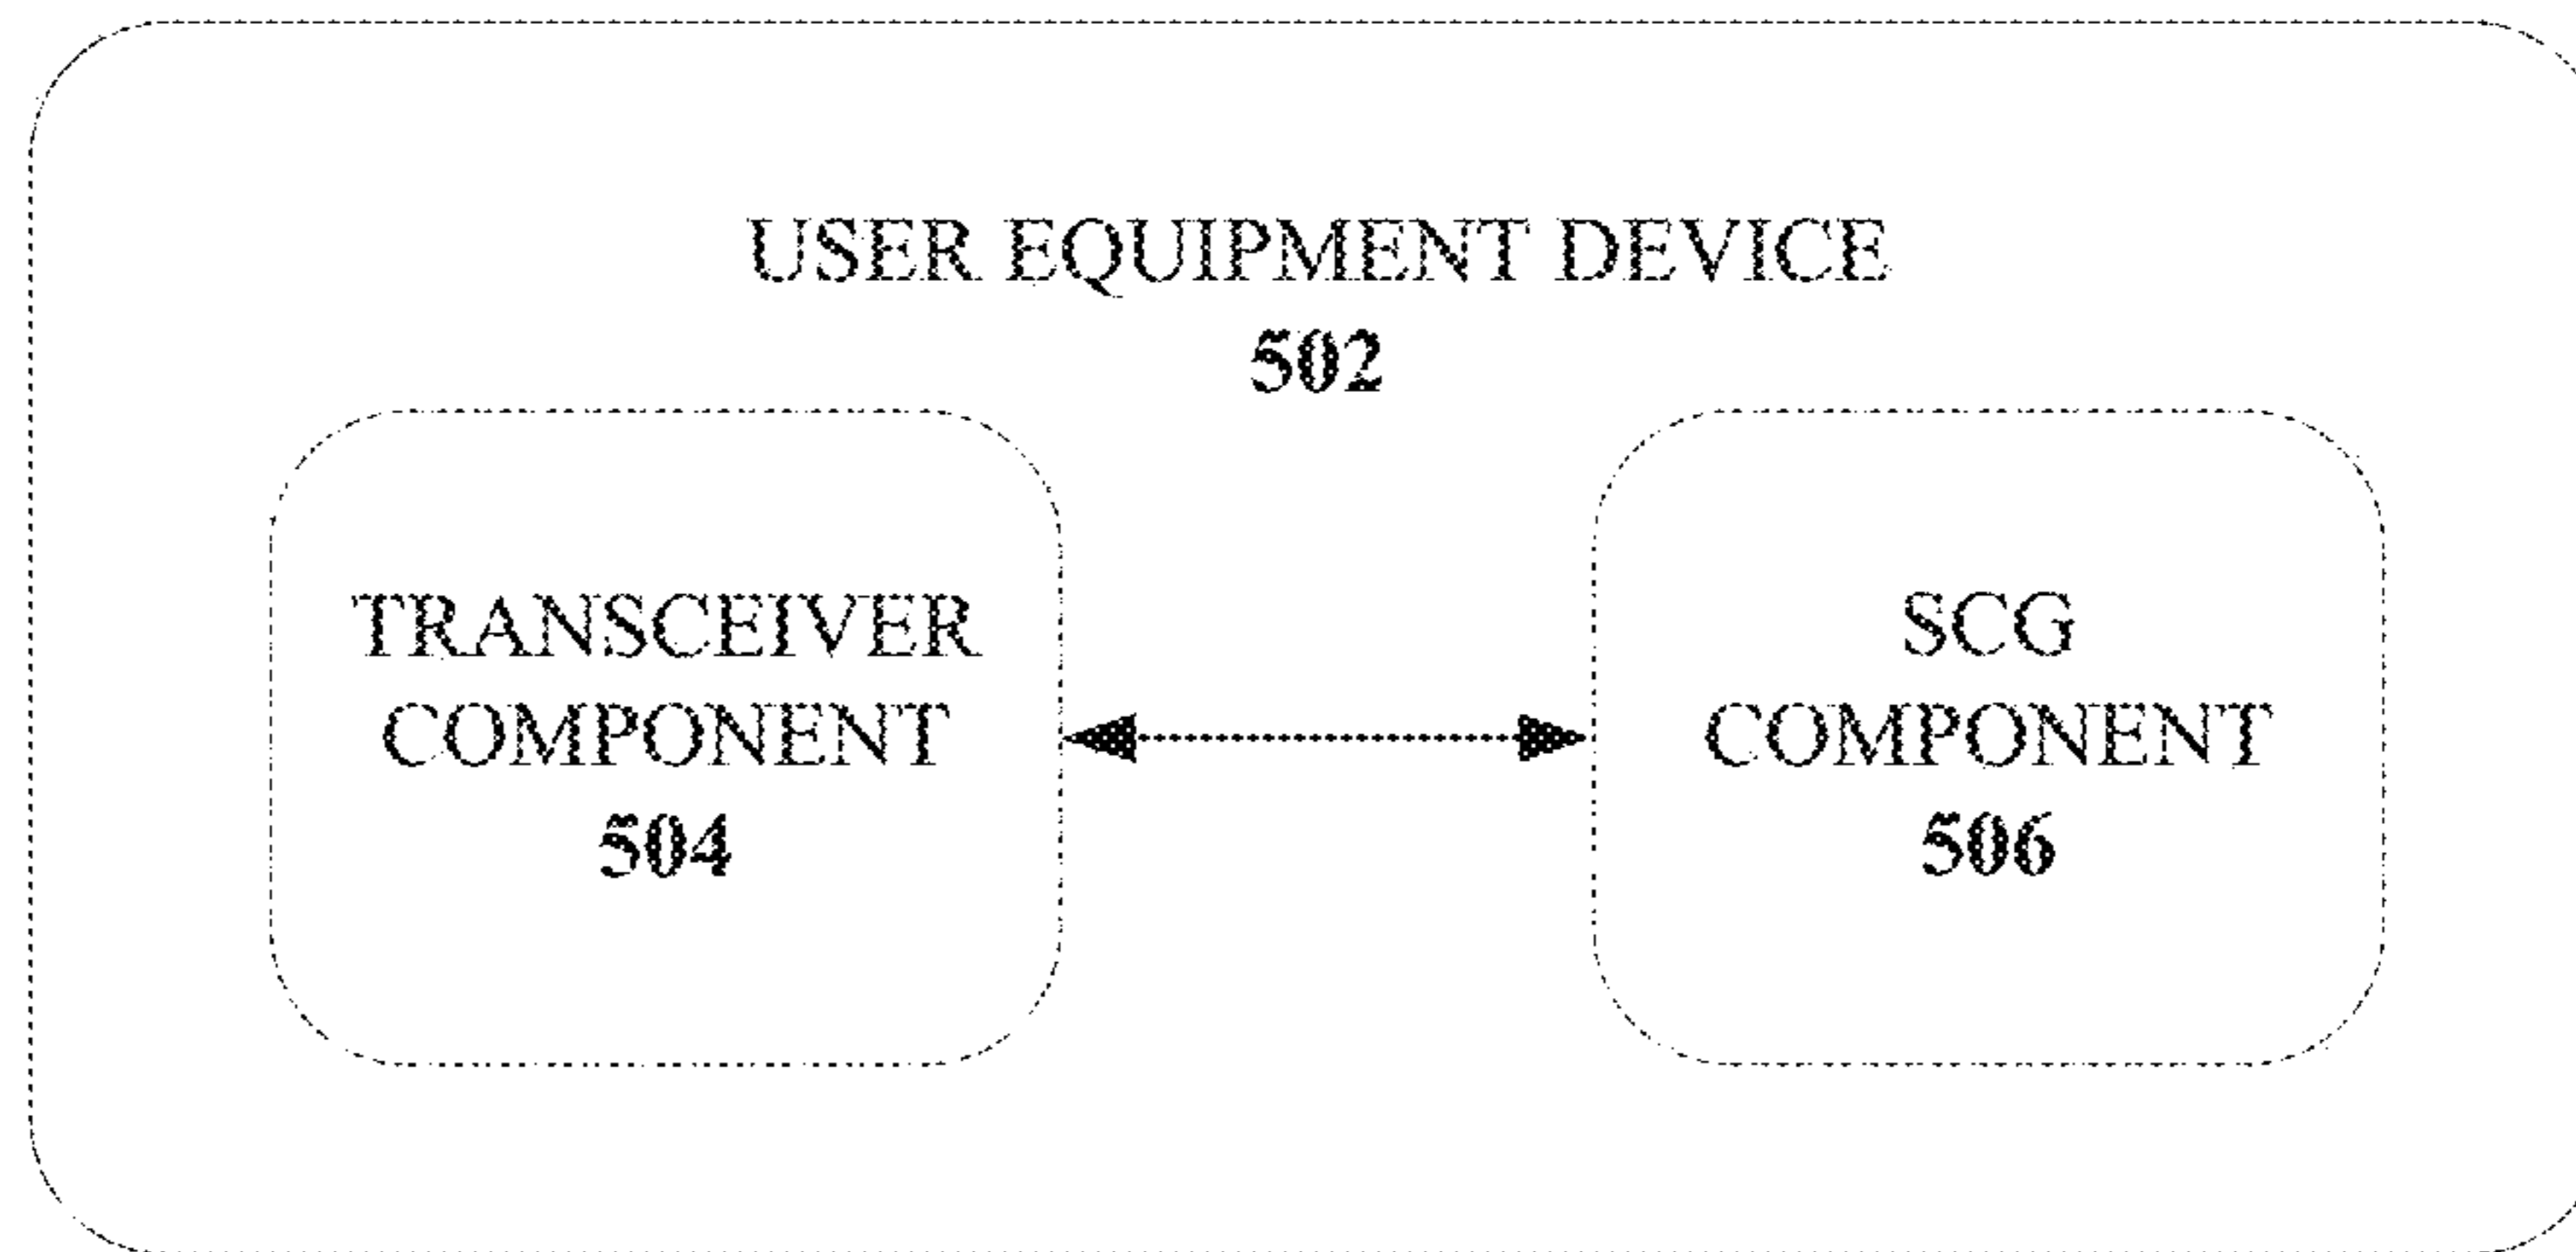 USER EQUIPMENT DEVICE
502
TRANSCEIVER
COMPONENT
504
SCG
COMPONENT
506